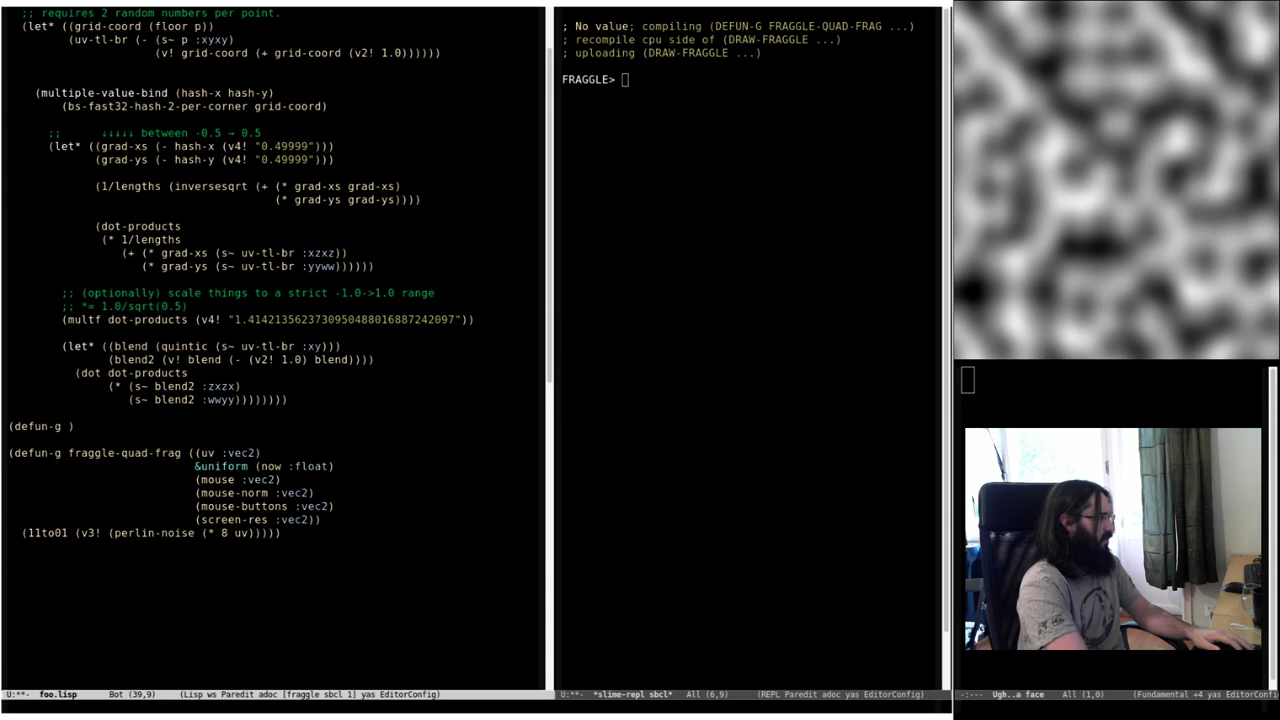 ;; requires 2 random numbers per point.
(let* ((grid-coord (floor p))
(uv-tl-br (- (s~ p :xyxy)
(v! grid-coord (+ grid-coord (v2! 1.0))))))
(multiple-value-bind (hash-x hash-y)
(bs-fast32-hash-2-per-corner grid-coord)
;; ↓↓↓↓↓ between -0.5 → 0.5
(let* ((grad-xs (- hash-x (v4! "0.49999")))
(grad-ys (- hash-y (v4! "0.49999")))
(1/lengths (inversesqrt (+ (* grad-xs grad-xs)
(* grad-ys grad-ys))))
(dot-products
(* 1/lengths
(+ (* grad-xs (s~ uv-tl-br :xzxz))
(* grad-ys (s~ uv-tl-br :yyww))))))
;; (optionally) scale things to a strict -1.0->1.0 range
;; *= 1.0/sqrt(0.5)
(multf dot-products (v4! "1.4142135623730950488016887242097"))
(let* ((blend (quintic (s~ uv-tl-br :xy)))
(blend2 (v! blend (- (v2! 1.0) blend))))
(dot dot-products
(* (s~ blend2 :zxzx)
(s~ blend2 :wwyy))))))))
(defun-g )
(defun-g fraggle-quad-frag ((uv :vec2)
&uniform (now :float)
(mouse :vec2)
(mouse-norm :vec2)
(mouse-buttons :vec2)
(screen-res :vec2))
(11to01 (v3! (perlin-noise (* 8 uv)))))
U:**- foo.lisp Bot (39,9) (Lisp ws Paredit adoc [fraggle sbcl 1] yas EditorConfig)
; No value; compiling (DEFUN-G FRAGGLE-QUAD-FRAG ...)
; recompile cpu side of (DRAW-FRAGGLE ...)
; uploading (DRAW-FRAGGLE ...)
FRAGGLE>
U:**- *slime-repl sbcl* All (6,9) (REPL Paredit adoc yas EditorConfig)
-:--- Ugh..a face All (1,0) (Fundamental +4 yas EditorConfi